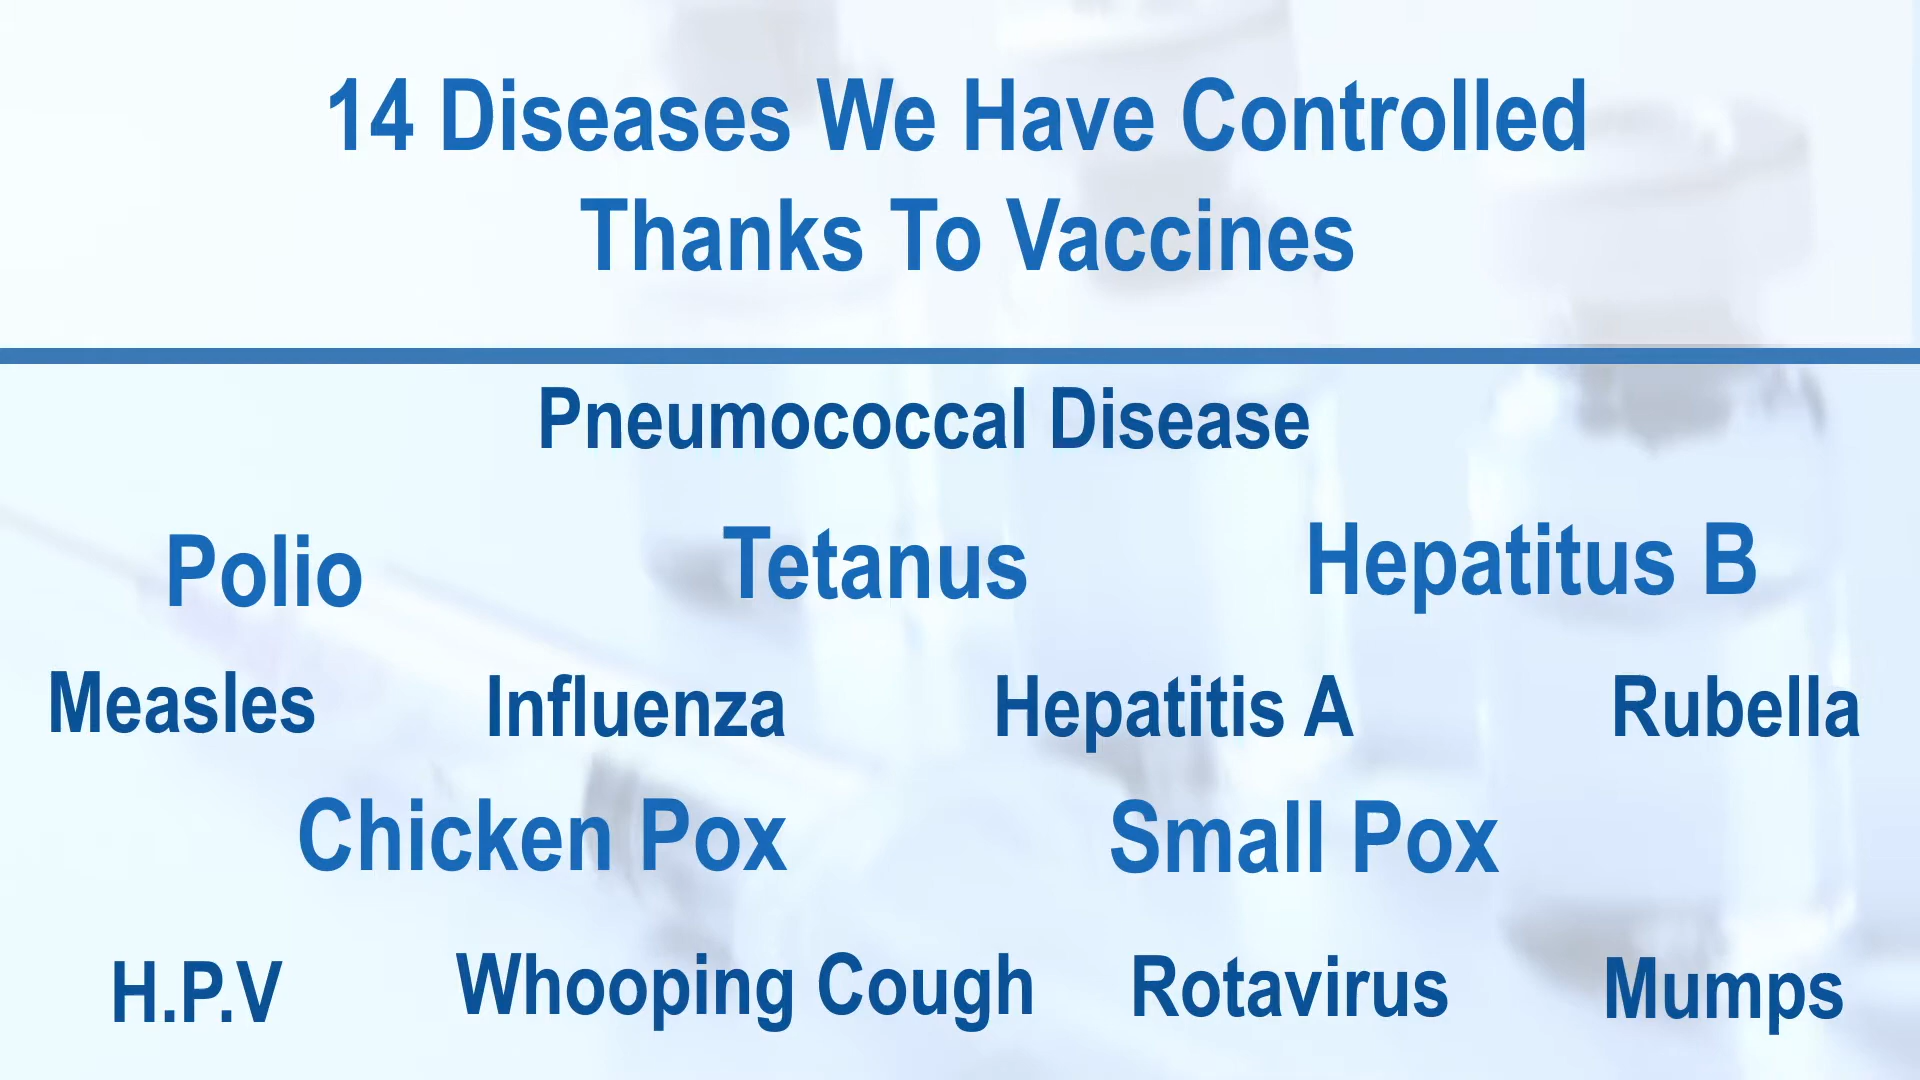 14 Diseases We Have Controlled
Thanks To Vaccines
Pneumococcal Disease
Polio Tetanus Hepatitus B
Measles Influenza Hepatitis A Rubella
Chicken Pox Small Pox
H.P.V Whooping Cough Rotavirus Mumps